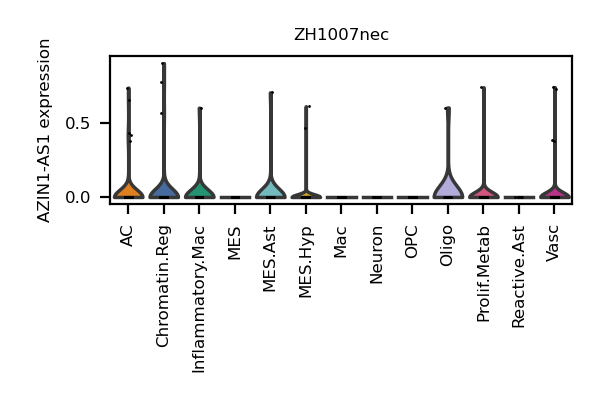 ZH1007nec
AZIN1-AS1 expression
0.5
0.0
AC
Chromatin.Reg
Inflammatory.Mac
MES
MES.Ast
MES.Hyp
Mac
Neuron
OPC
Oligo
Prolif.Metab
Reactive.Ast
Vasc